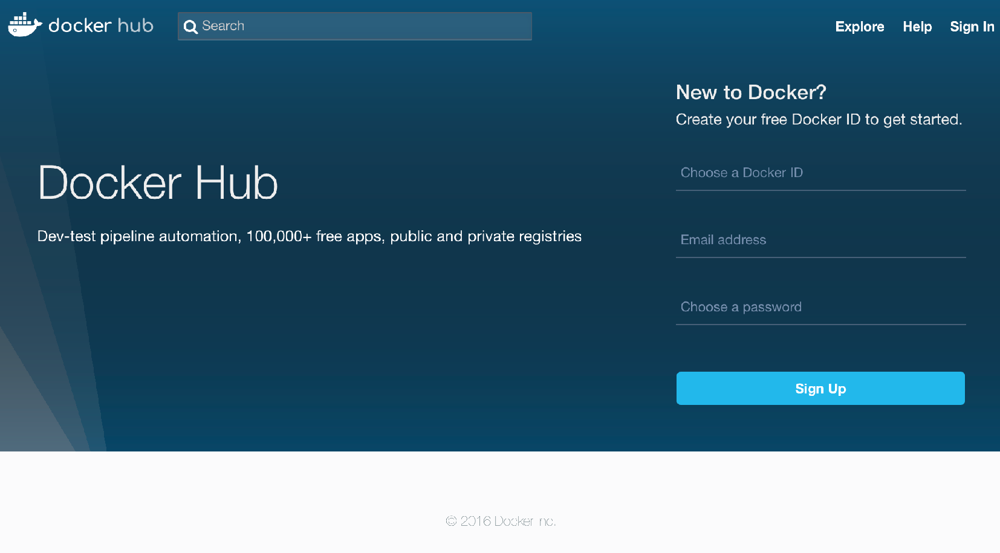 docker hub
Search
Explore
Help
Sign In
New to Docker?
Create your free Docker ID to get started.
Choose a Docker ID
Docker Hub
Dev-test pipeline automation, 100,000+ free apps, public and private registries
Email address
Choose a password
Sign Up
© 2016 Docker Inc.